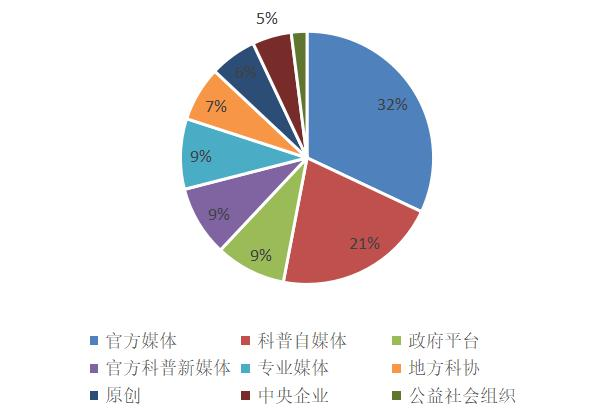 5%
32%
6%
7%
9%
9%
21%
9%
官方媒体 科普自媒体 政府平台
官方科普新媒体 专业媒体 地方科协
原创 中央企业 公益社会组织